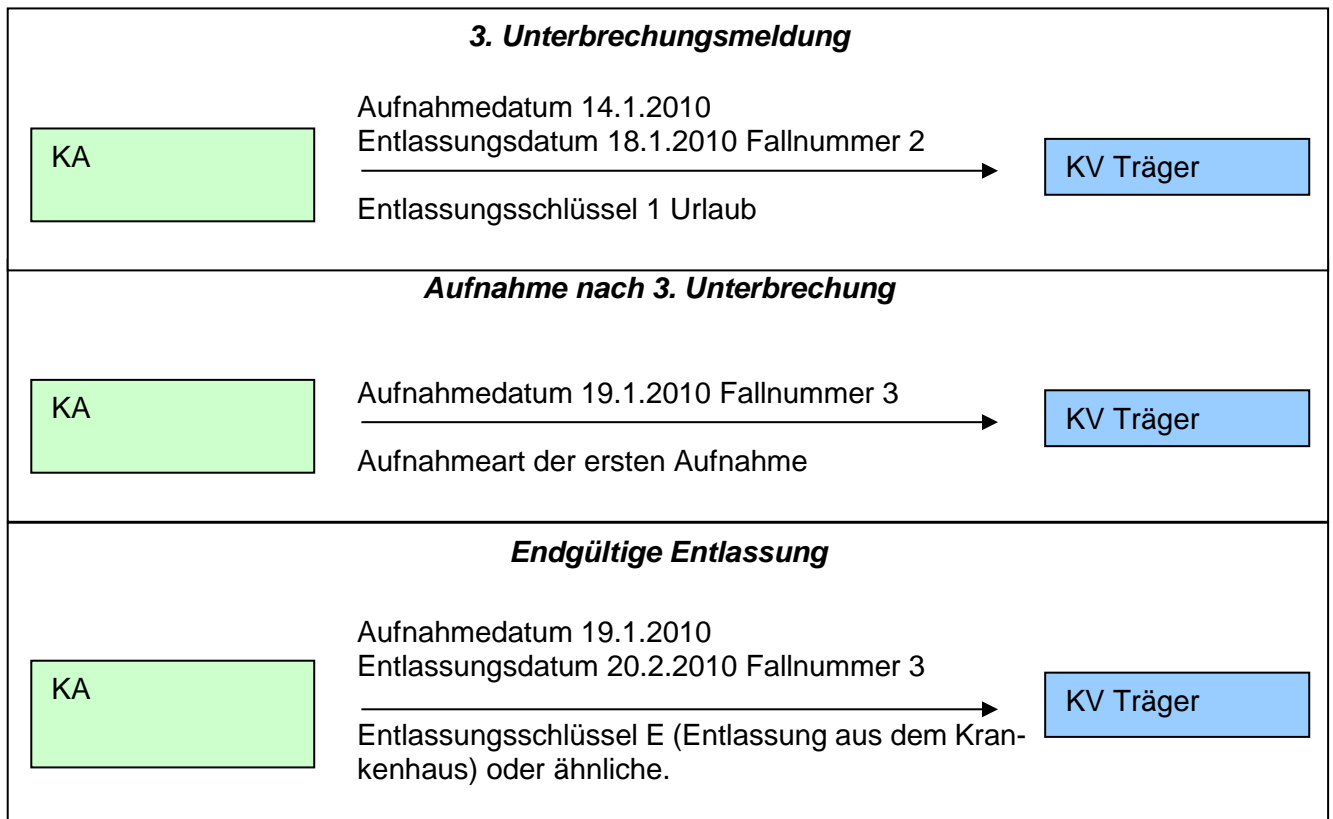 3. Unterbrechungsmeldung
KA
Aufnahmedatum 14.1.2010
Entlassungsdatum 18.1.2010 Fallnummer 2
Entlassungsschlüssel 1 Urlaub
KV Träger
Aufnahme nach 3. Unterbrechung
KA
Aufnahmedatum 19.1.2010 Fallnummer 3
Aufnahmeart der ersten Aufnahme
KV Träger
Endgültige Entlassung
KA
Aufnahmedatum 19.1.2010
Entlassungsdatum 20.2.2010 Fallnummer 3
Entlassungsschlüssel E (Entlassung aus dem Kran-
kenhaus) oder ähnliche.
KV Träger